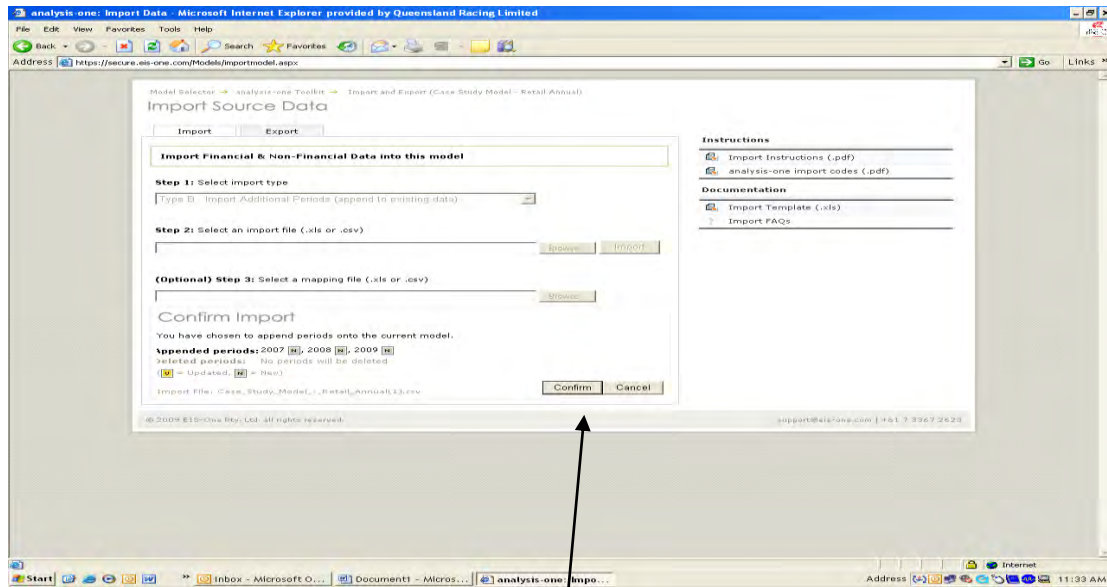 analysis-one: Import Data - Microsoft Internet Explorer provided by Queensland Racing Limited
File Edit View Favorites Tools Help
Back Search Favorites
Address https://secure.eis-one.com/Models/importmodel.aspx Go Links
Model Selector → analysis-one Toolkit → Import and Export (Case Study Model - Retail Annual)
Import Source Data
Import Export
Import Financial & Non-Financial Data into this model
Step 1: Select import type
Type B Import Additional Periods (append to existing data)
Step 2: Select an import file (.xls or .csv)
Browse... Import
(Optional) Step 3: Select a mapping file (.xls or .csv)
Browse...
Confirm Import
You have chosen to append periods onto the current model.
Appended periods: 2007 N, 2008 N, 2009 N
Deleted periods: No periods will be deleted
(U = Updated, N = New)
Import File: Case_Study_Model_-_Retail_Annual(1).csv
Confirm Cancel
Instructions
Import Instructions (.pdf)
analysis-one import codes (.pdf)
Documentation
Import Template (.xls)
? Import FAQs
© 2009 EIS-One Pty. Ltd. all rights reserved.
support@eis-one.com | +61 7 3367 2623
Internet
Start Inbox - Microsoft O... Document1 - Micros... analysis-one: Impo... Address 11:33 AM